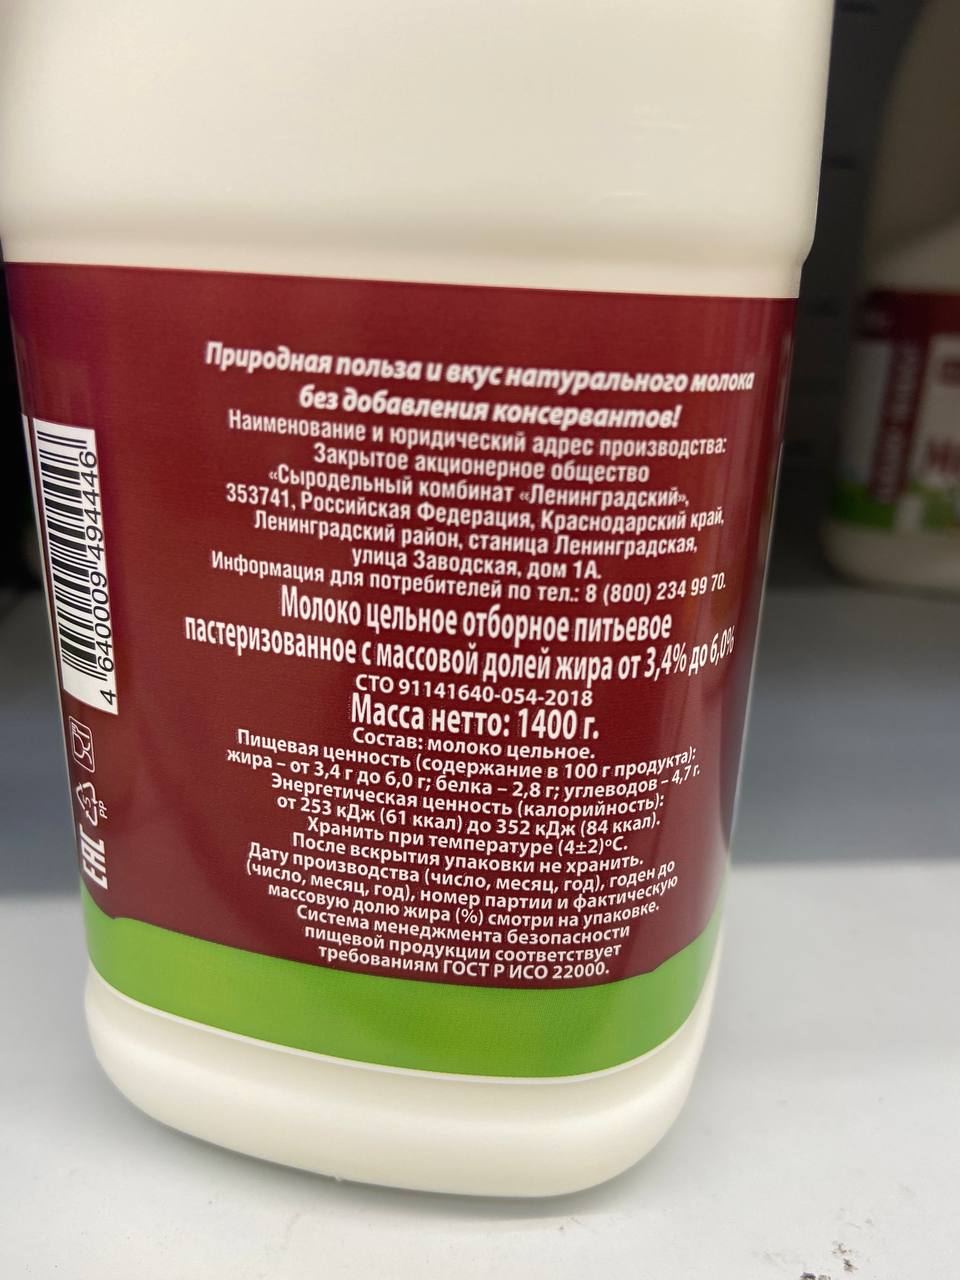 Природная польза и вкус натурального молока
без добавления консервантов!
Наименование и юридический адрес производства:
Закрытое акционерное общество
«Сыродельный комбинат «Ленинградский»,
353741, Российская Федерация, Краснодарский край,
Ленинградский район, станица Ленинградская,
улица Заводская, дом 1А.
Информация для потребителей по тел.: 8 (800) 234 99 70.
Молоко цельное отборное питьевое
пастеризованное с массовой долей жира от 3,4% до 6,0%
СТО 91141640-054-2018
Масса нетто: 1400 г.
Состав: молоко цельное.
Пищевая ценность (содержание в 100 г продукта):
жира – от 3,4 г до 6,0 г; белка – 2,8 г; углеводов – 4,7 г.
Энергетическая ценность (калорийность):
от 253 кДж (61 ккал) до 352 кДж (84 ккал).
Хранить при температуре (4±2)°С.
После вскрытия упаковки не хранить.
Дату производства (число, месяц, год), годен до
(число, месяц, год), номер партии и фактическую
массовую долю жира (%) смотри на упаковке.
Система менеджмента безопасности
пищевой продукции соответствует
требованиям ГОСТ Р ИСО 22000.
4 640009 494446
5
PP
ЕАС